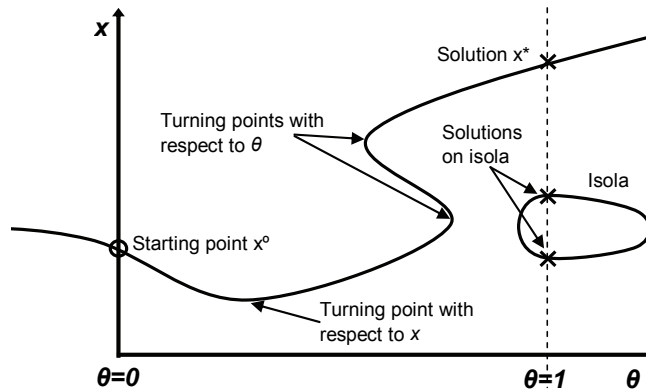 x
Solution x*
Turning points with
respect to θ
Solutions
on isola
Isola
Starting point xº
Turning point with
respect to x
θ=0
θ=1
θ